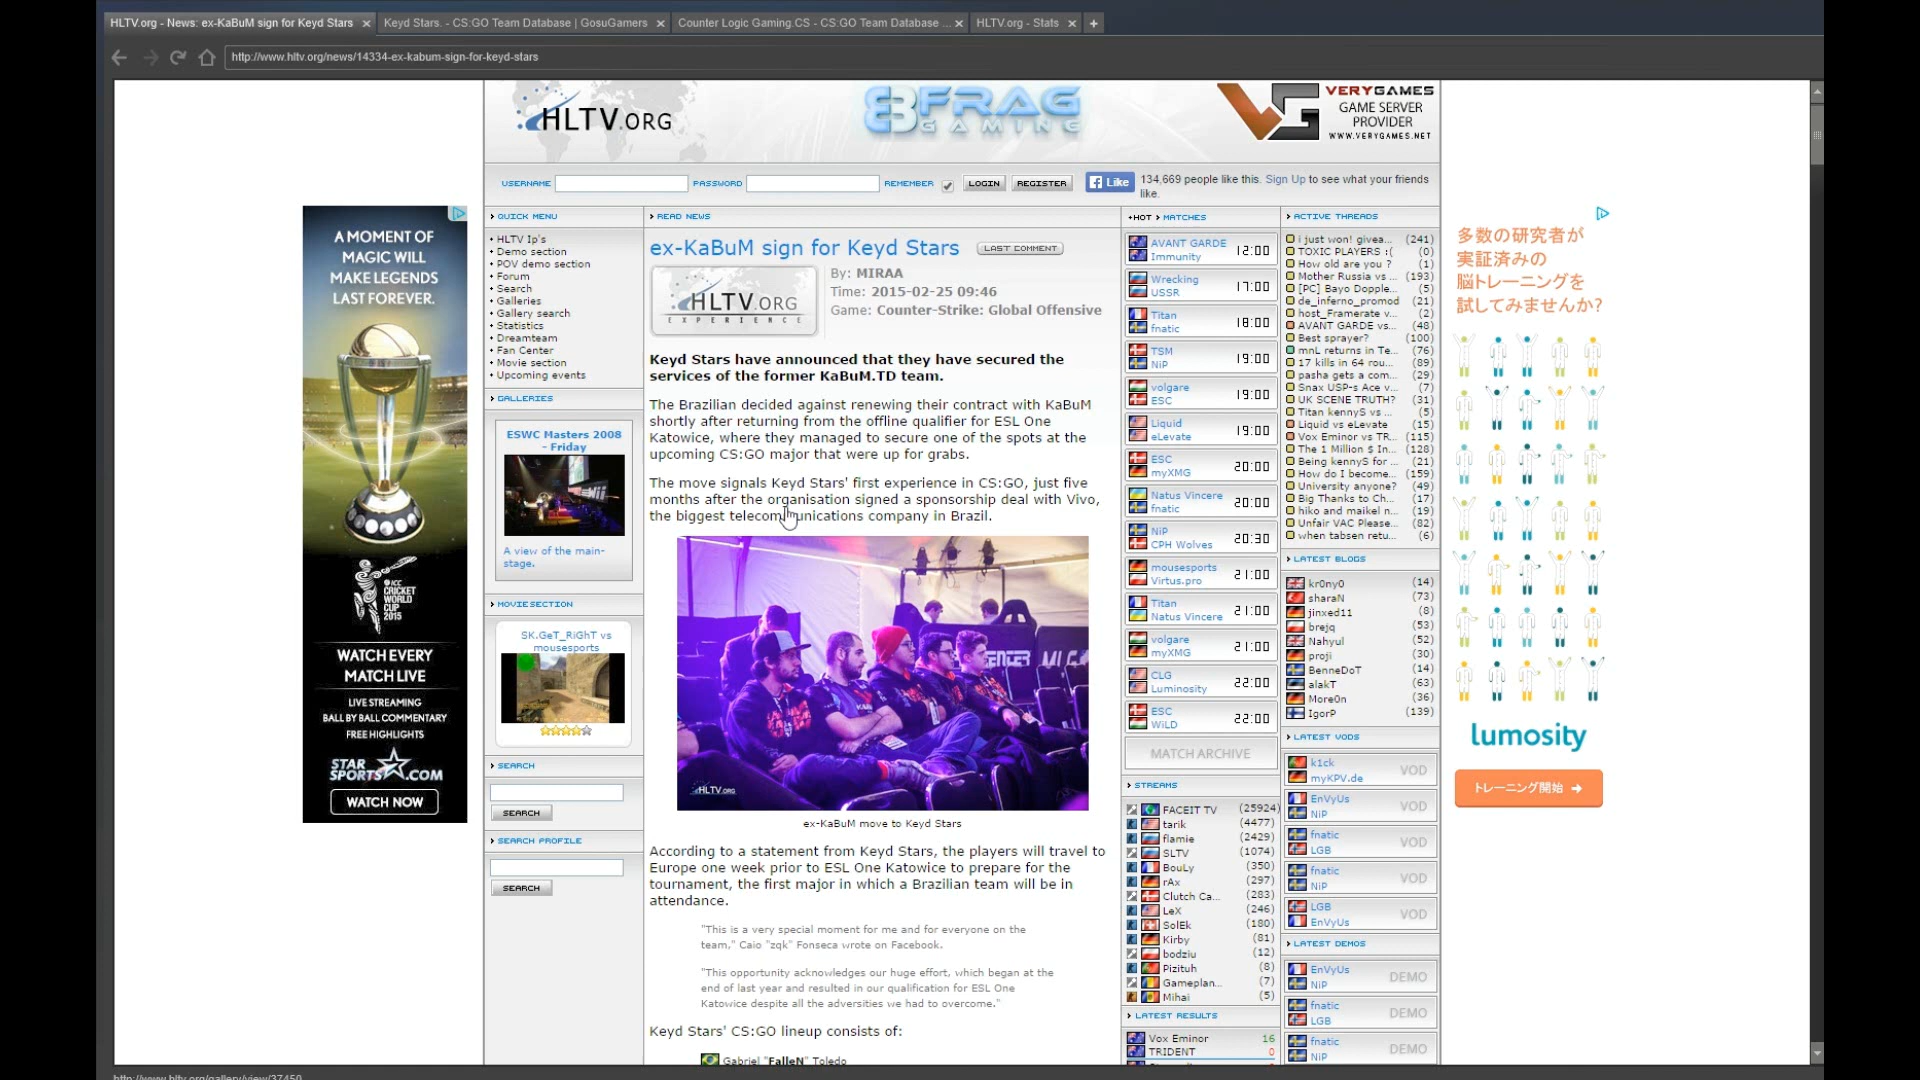 HLTV.org - News: ex-KaBuM sign for Keyd Stars
Keyd Stars. - CS:GO Team Database | GosuGamers
Counter Logic Gaming.CS - CS:GO Team Database ...
HLTV.org - Stats
http://www.hltv.org/news/14334-ex-kabum-sign-for-keyd-stars
HLTV.ORG
FRAG
GAMING
VERYGAMES
GAME SERVER
PROVIDER
WWW.VERYGAMES.NET
USERNAME
PASSWORD
REMEMBER
LOGIN
REGISTER
Like
134,669 people like this. Sign Up to see what your friends
like.
A MOMENT OF
MAGIC WILL
MAKE LEGENDS
LAST FOREVER.
ICC
CRICKET
WORLD
CUP
2015
WATCH EVERY
MATCH LIVE
LIVE STREAMING
BALL BY BALL COMMENTARY
FREE HIGHLIGHTS
STAR
SPORTS.COM
WATCH NOW
QUICK MENU
HLTV Ip's
Demo section
POV demo section
Forum
Search
Galleries
Gallery search
Statistics
Dreamteam
Fan Center
Movie section
Upcoming events
GALLERIES
ESWC Masters 2008
- Friday
A view of the main-
stage.
MOVIESECTION
SK.GeT_RiGhT vs
mousesports
SEARCH
SEARCH
SEARCH PROFILE
SEARCH
READ NEWS
ex-KaBuM sign for Keyd Stars
LAST COMMENT
HLTV.ORG
EXPERIENCE
By: MIRAA
Time: 2015-02-25 09:46
Game: Counter-Strike: Global Offensive
Keyd Stars have announced that they have secured the
services of the former KaBuM.TD team.
The Brazilian decided against renewing their contract with KaBuM
shortly after returning from the offline qualifier for ESL One
Katowice, where they managed to secure one of the spots at the
upcoming CS:GO major that were up for grabs.
The move signals Keyd Stars' first experience in CS:GO, just five
months after the organisation signed a sponsorship deal with Vivo,
the biggest telecommunications company in Brazil.
HLTV.ORG
ex-KaBuM move to Keyd Stars
According to a statement from Keyd Stars, the players will travel to
Europe one week prior to ESL One Katowice to prepare for the
tournament, the first major in which a Brazilian team will be in
attendance.
"This is a very special moment for me and for everyone on the
team," Caio "zqk" Fonseca wrote on Facebook.
"This opportunity acknowledges our huge effort, which began at the
end of last year and resulted in our qualification for ESL One
Katowice despite all the adversities we had to overcome."
Keyd Stars' CS:GO lineup consists of:
Gabriel "FalleN" Toledo
+HOT MATCHES
AVANT GARDE
Immunity 12:00
Wrecking
USSR 17:00
Titan
fnatic 18:00
TSM
NiP 19:00
volgare
ESC 19:00
Liquid
eLevate 19:00
ESC
myXMG 20:00
Natus Vincere
fnatic 20:00
NiP
CPH Wolves 20:30
mousesports
Virtus.pro 21:00
Titan
Natus Vincere 21:00
volgare
myXMG 21:00
CLG
Luminosity 22:00
ESC
WiLD 22:00
MATCH ARCHIVE
STREAMS
FACEIT TV (25924)
tarik (4477)
flamie (2429)
SLTV (1074)
BouLy (350)
rAx (297)
Clutch Ca... (283)
LeX (246)
SolEk (180)
Kirby (81)
bodziu (12)
Pizituh (8)
Gameplan... (7)
Mihai (5)
LATEST RESULTS
Vox Eminor 16
TRIDENT 0
ACTIVE THREADS
i just won! givea... (241)
TOXIC PLAYERS :( (0)
How old are you ? (1)
Mother Russia vs ... (193)
[PC] Bayo Dopple... (5)
de_inferno_promod (21)
host_Framerate v... (2)
AVANT GARDE vs... (48)
Best sprayer? (100)
mnL returns in Te... (76)
17 kills in 64 rou... (89)
pasha gets a com... (29)
Snax USP-s Ace v... (7)
UK SCENE TRUTH? (31)
Titan kennyS vs ... (5)
Liquid vs eLevate (15)
Vox Eminor vs TR... (115)
The 1 Million $ In... (128)
Being kennyS for ... (21)
How do I become... (159)
University anyone? (49)
Big Thanks to Ch... (17)
hiko and maikel n... (19)
Unfair VAC Please... (82)
when tabsen retu... (6)
LATEST BLOGS
kr0ny0 (14)
sharaN (73)
jinxed11 (8)
brejq (53)
Nahyul (52)
proji (30)
BenneDoT (14)
alakT (63)
More0n (36)
IgorP (139)
LATEST VODS
k1ck
myKPV.de VOD
EnVyUs
NiP VOD
fnatic
LGB VOD
fnatic
NiP VOD
LGB
EnVyUs VOD
LATEST DEMOS
EnVyUs
NiP DEMO
fnatic
LGB DEMO
fnatic
NiP DEMO
多数の研究者が
実証済みの
脳トレーニングを
試してみませんか?
lumosity
トレーニング開始 →
http://www.hltv.org/gallery/view/37450